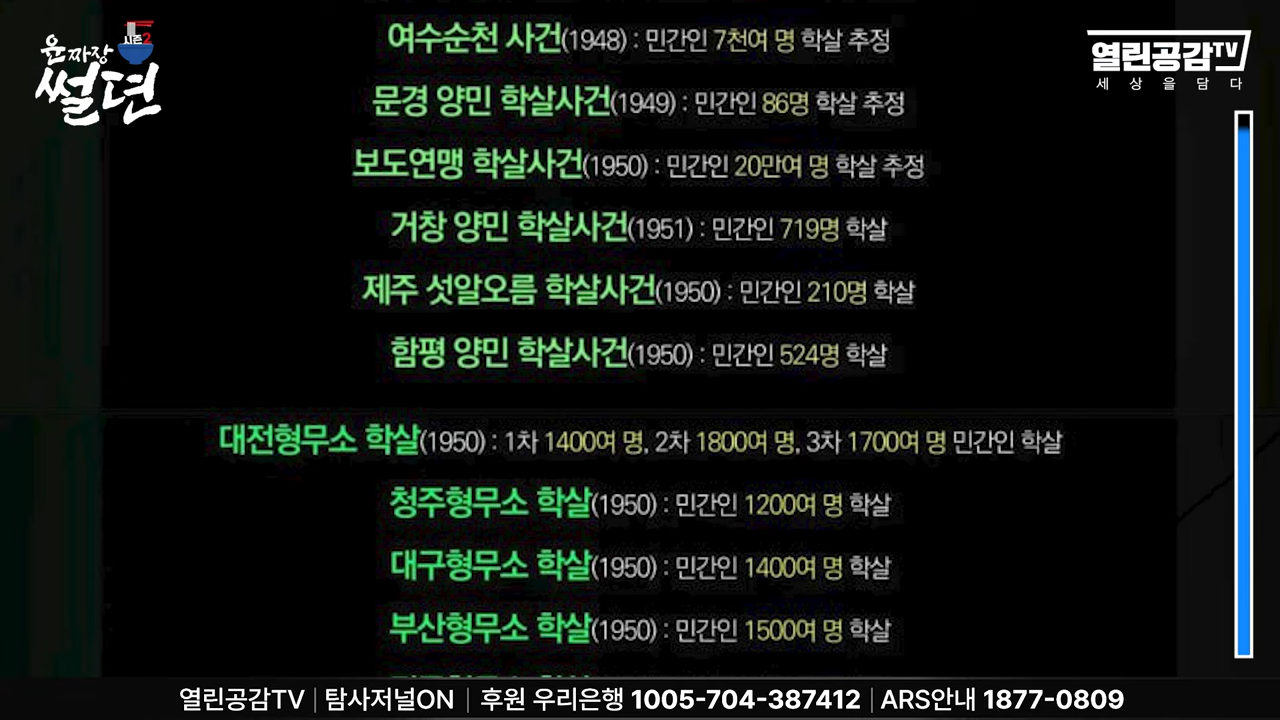 윤짜장
시즌2
썰뎐
열린공감TV
세상을담다
여수순천 사건(1948) : 민간인 7천여 명 학살 추정
문경 양민 학살사건(1949) : 민간인 86명 학살 추정
보도연맹 학살사건(1950) : 민간인 20만여 명 학살 추정
거창 양민 학살사건(1951) : 민간인 719명 학살
제주 섯알오름 학살사건(1950) : 민간인 210명 학살
함평 양민 학살사건(1950) : 민간인 524명 학살
대전형무소 학살(1950) : 1차 1400여 명, 2차 1800여 명, 3차 1700여 명 민간인 학살
청주형무소 학살(1950) : 민간인 1200여 명 학살
대구형무소 학살(1950) : 민간인 1400여 명 학살
부산형무소 학살(1950) : 민간인 1500여 명 학살
열린공감TV | 탐사저널ON | 후원 우리은행 1005-704-387412 | ARS안내 1877-0809